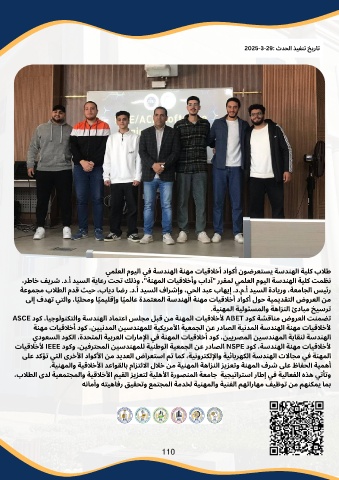 تاريخ تنفيذ الحدث :29-3-2025
طلاب كلية الهندسة يستعرضون أكواد أخلاقيات مهنة الهندسة في اليوم العلمي
نظمت كلية الهندسة اليوم العلمي لمقرر "آداب وأخلاقيات المهنة"، وذلك تحت رعاية السيد أ.د. شريف خاطر،
رئيس الجامعة، وريادة السيد أ.م.د. إيهاب عبد الحي، وإشراف السيد أ.د. رضا دياب، حيث قدم الطلاب مجموعة
من العروض التقديمية حول أكواد أخلاقيات مهنة الهندسة المعتمدة عالميًا وإقليميًا ومحليًا، والتي تهدف إلى
ترسيخ مبادئ النزاهة والمسئولية المهنية.
تضمنت العروض مناقشة كود ABET لأخلاقيات المهنة من قبل مجلس اعتماد الهندسة والتكنولوجيا، كود ASCE
لأخلاقيات مهنة الهندسة المدنية الصادر عن الجمعية الأمريكية للمهندسين المدنيين، كود أخلاقيات مهنة
الهندسة لنقابة المهندسين المصريين، كود أخلاقيات المهنة في الإمارات العربية المتحدة، الكود السعودي
لأخلاقيات مهنة الهندسة، كود NSPE الصادر عن الجمعية الوطنية للمهندسين المحترفين، وكود IEEE لأخلاقيات
المهنة في مجالات الهندسة الكهربائية والإلكترونية، كما تم استعراض العديد من الأكواد الأخرى التي تؤكد على
أهمية الحفاظ على شرف المهنة وتعزيز النزاهة المهنية من خلال الالتزام بالقواعد الأخلاقية والمهنية.
وتأتي هذه الفعالية في إطار استراتيجية جامعة المنصورة الأهلية لتعزيز القيم الأخلاقية والمجتمعية لدى الطلاب،
بما يمكنهم من توظيف مهاراتهم الفنية والمهنية لخدمة المجتمع وتحقيق رفاهيته وأمانه
110